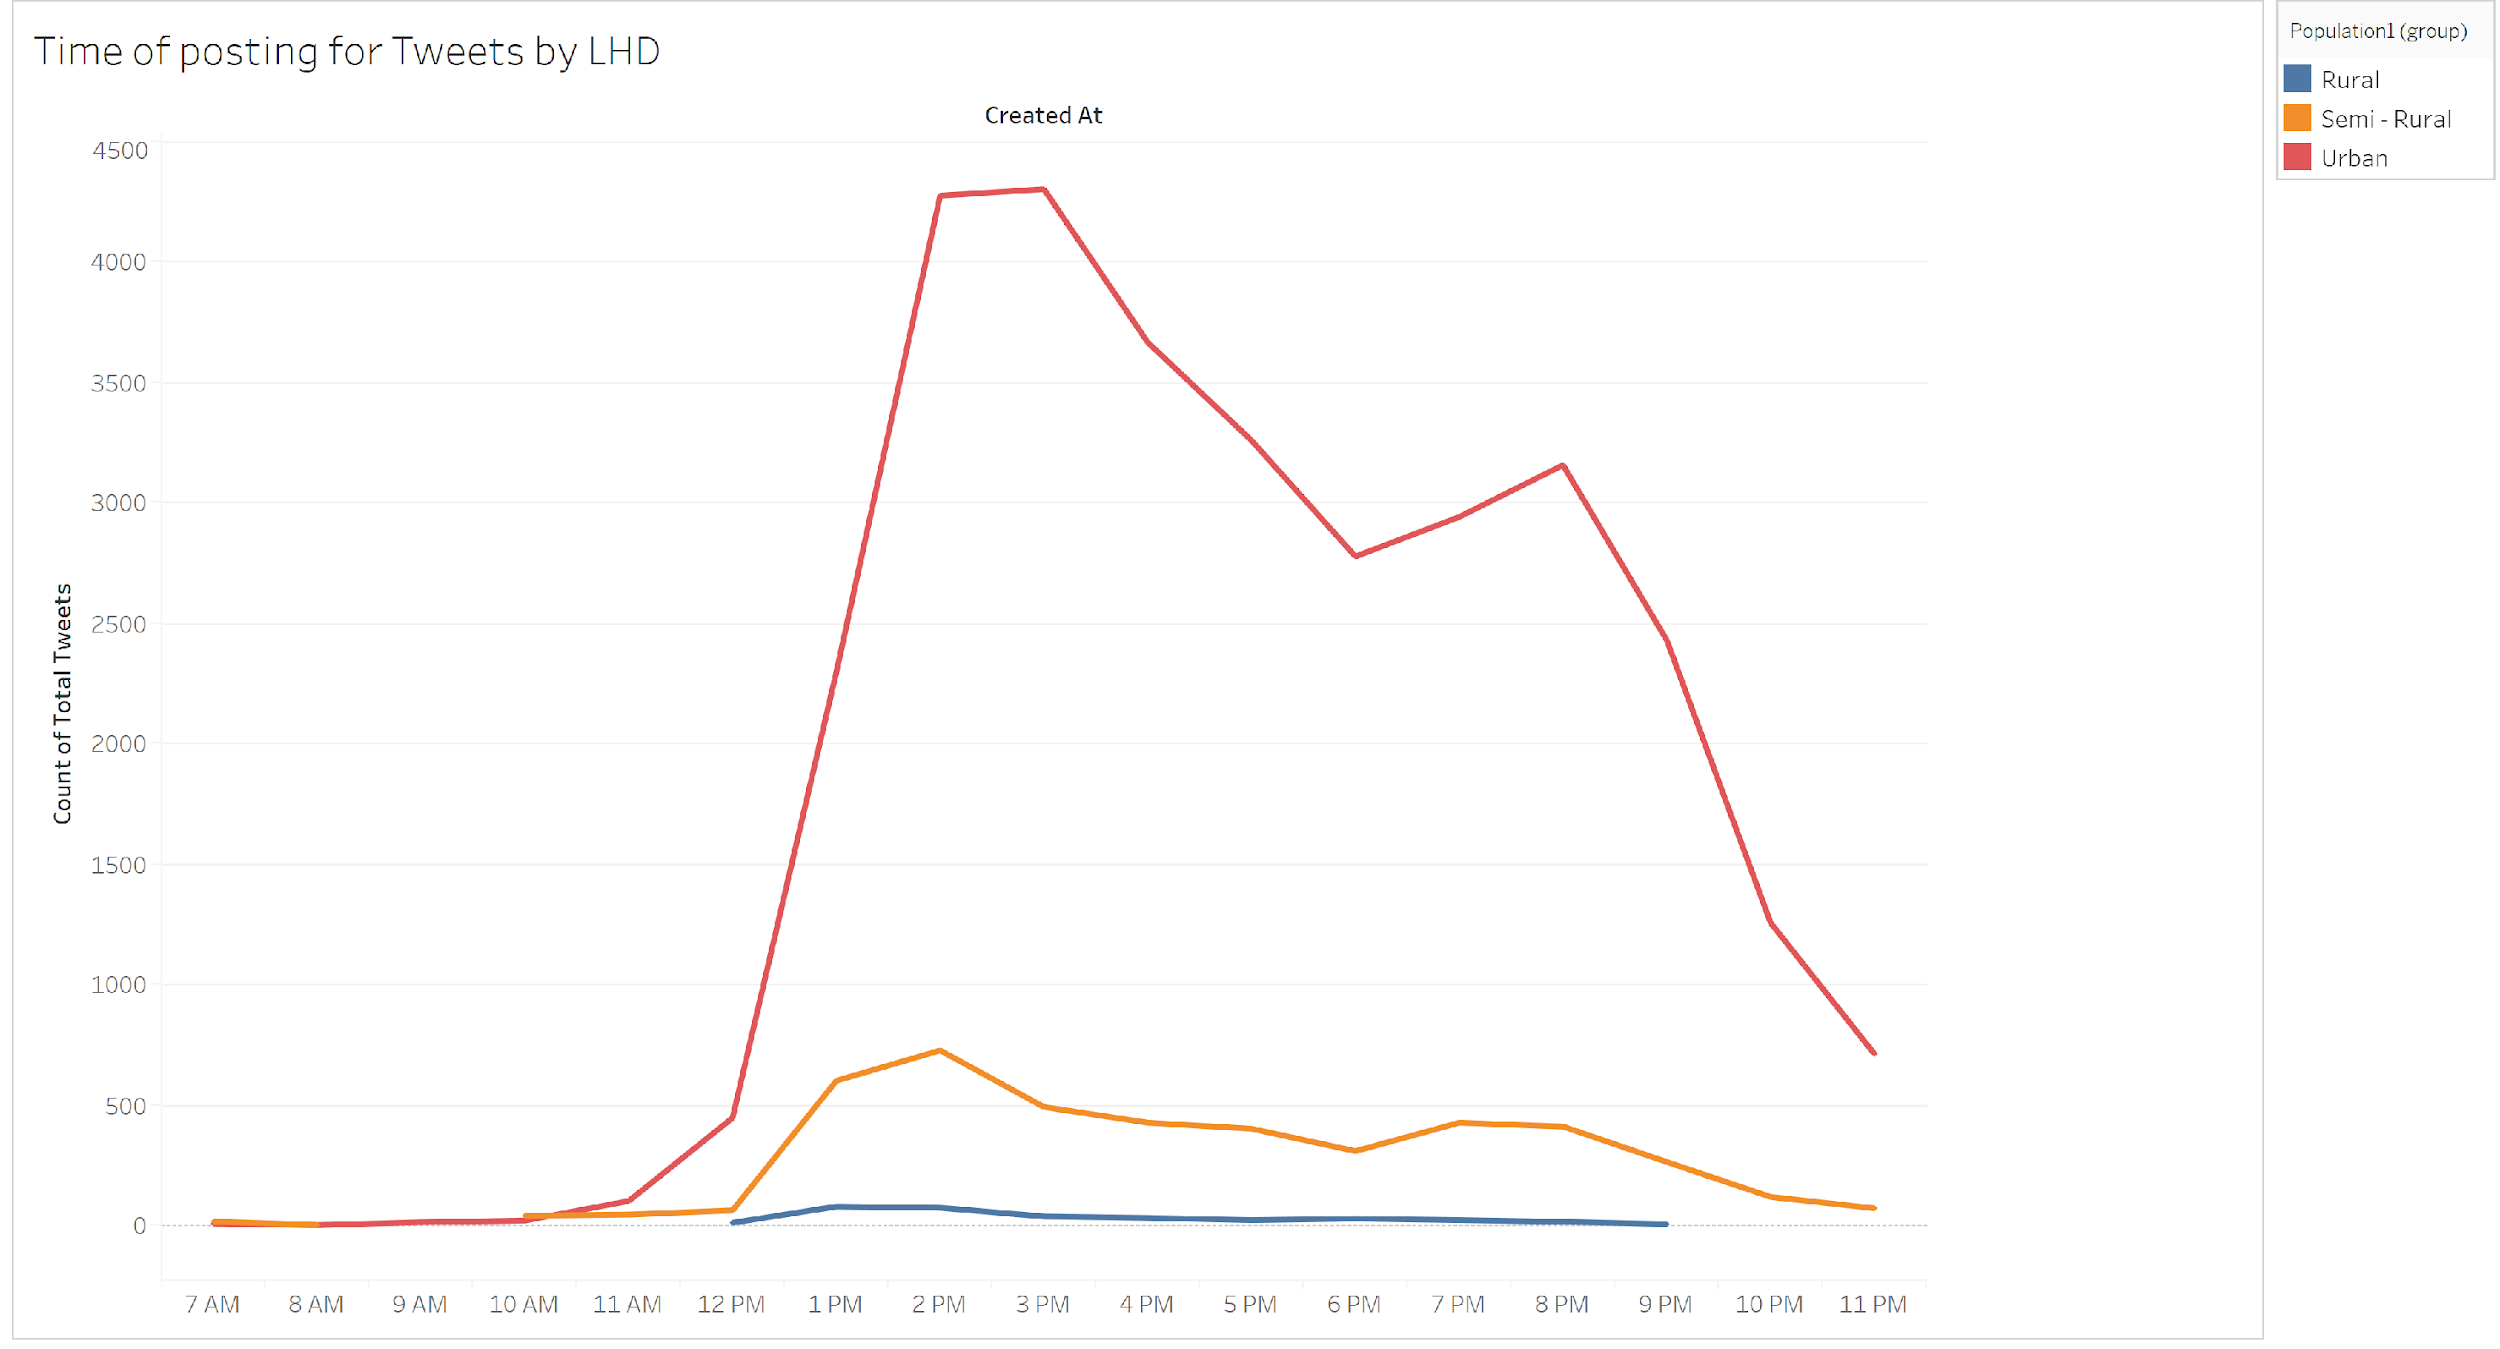 Time of posting for Tweets by LHD
Created At
Count of Total Tweets
4500
4000
3500
3000
2500
2000
1500
1000
500
0
7 AM 8 AM 9 AM 10 AM 11 AM 12 PM 1 PM 2 PM 3 PM 4 PM 5 PM 6 PM 7 PM 8 PM 9 PM 10 PM 11 PM
Population1 (group)
Rural
Semi - Rural
Urban